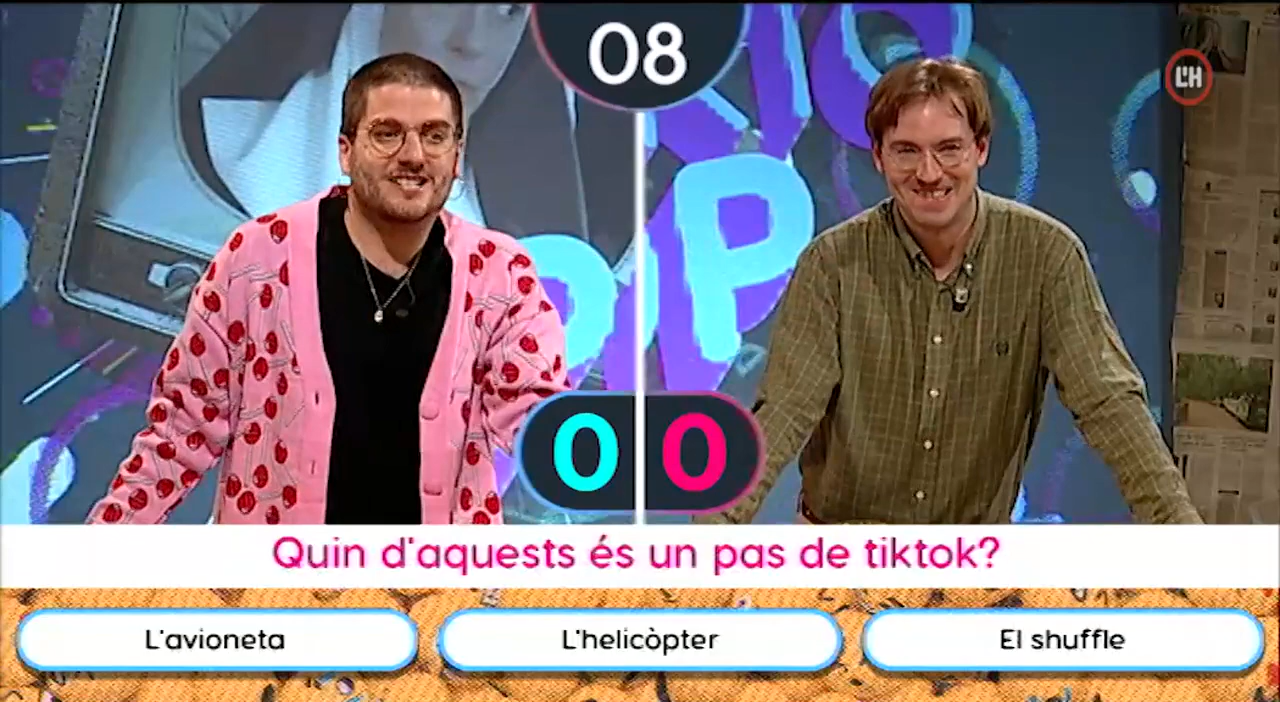 08
L'H
P
P
0 0
Quin d'aquests és un pas de tiktok?
L'avioneta
L'helicòpter
El shuffle